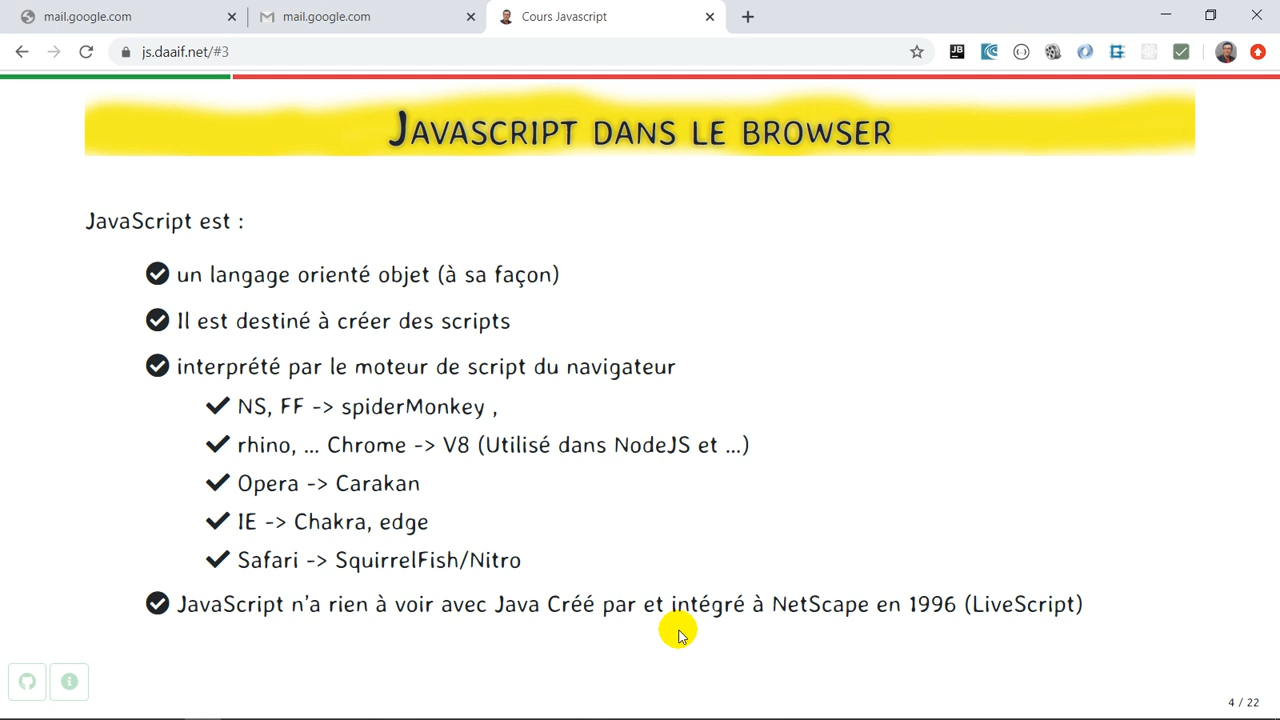 mail.google.com
mail.google.com
Cours Javascript
js.daaif.net/#3
JB
Javascript dans le browser
JavaScript est :
un langage orienté objet (à sa façon)
Il est destiné à créer des scripts
interprété par le moteur de script du navigateur
NS, FF -> spiderMonkey ,
rhino, ... Chrome -> V8 (Utilisé dans NodeJS et ...)
Opera -> Carakan
IE -> Chakra, edge
Safari -> SquirrelFish/Nitro
JavaScript n'a rien à voir avec Java Créé par et intégré à NetScape en 1996 (LiveScript)
4 / 22